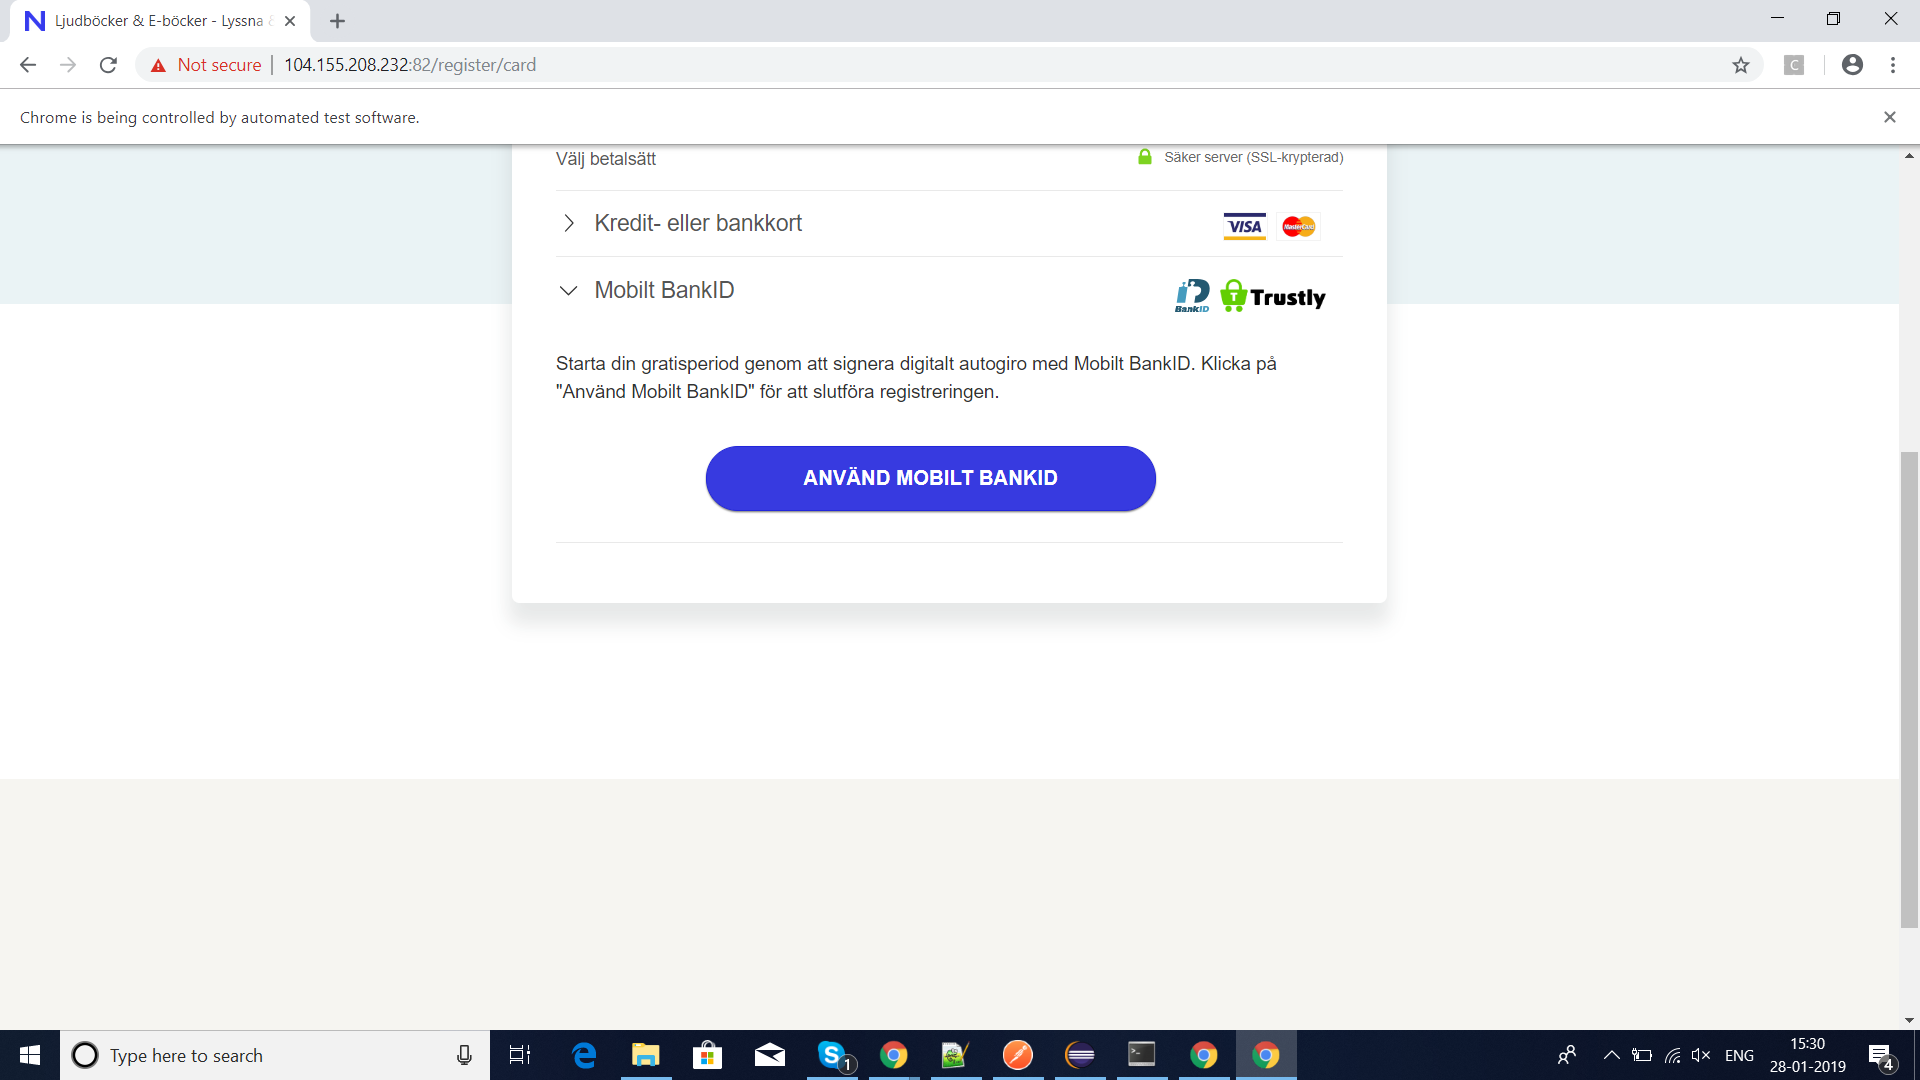 Ljudböcker & E-böcker - Lyssna &
Not secure | 104.155.208.232:82/register/card
C
Chrome is being controlled by automated test software.
Välj betalsätt
Säker server (SSL-krypterad)
Kredit- eller bankkort
VISA
MasterCard
Mobilt BankID
BankID
Trustly
Starta din gratisperiod genom att signera digitalt autogiro med Mobilt BankID. Klicka på
"Använd Mobilt BankID" för att slutföra registreringen.
ANVÄND MOBILT BANKID
Type here to search
1
ENG
15:30
28-01-2019
4